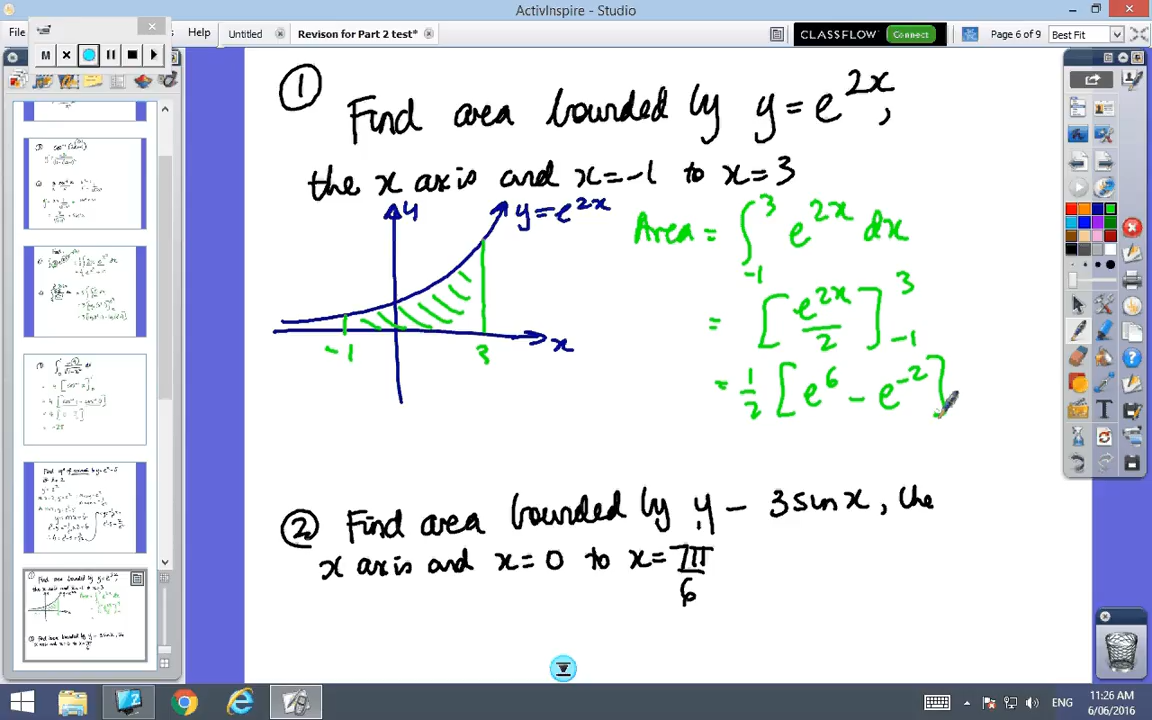 ActivInspire - Studio
File
Help
Untitled
Revison for Part 2 test*
CLASSFLOW
Connect
Page 6 of 9
Best Fit
M
① Find area bounded by y = e^2x,
the x axis and x=-1 to x=3
y
y=e^2x
x
-1
3
Area = ∫_-1^3 e^2x dx
= [e^2x/2]_-1^3
= 1/2 [e^6 - e^-2]
② Find area bounded by y - 3 sin x, the
x axis and x = 0 to x = 7π/6
ENG
11:26 AM
6/06/2016